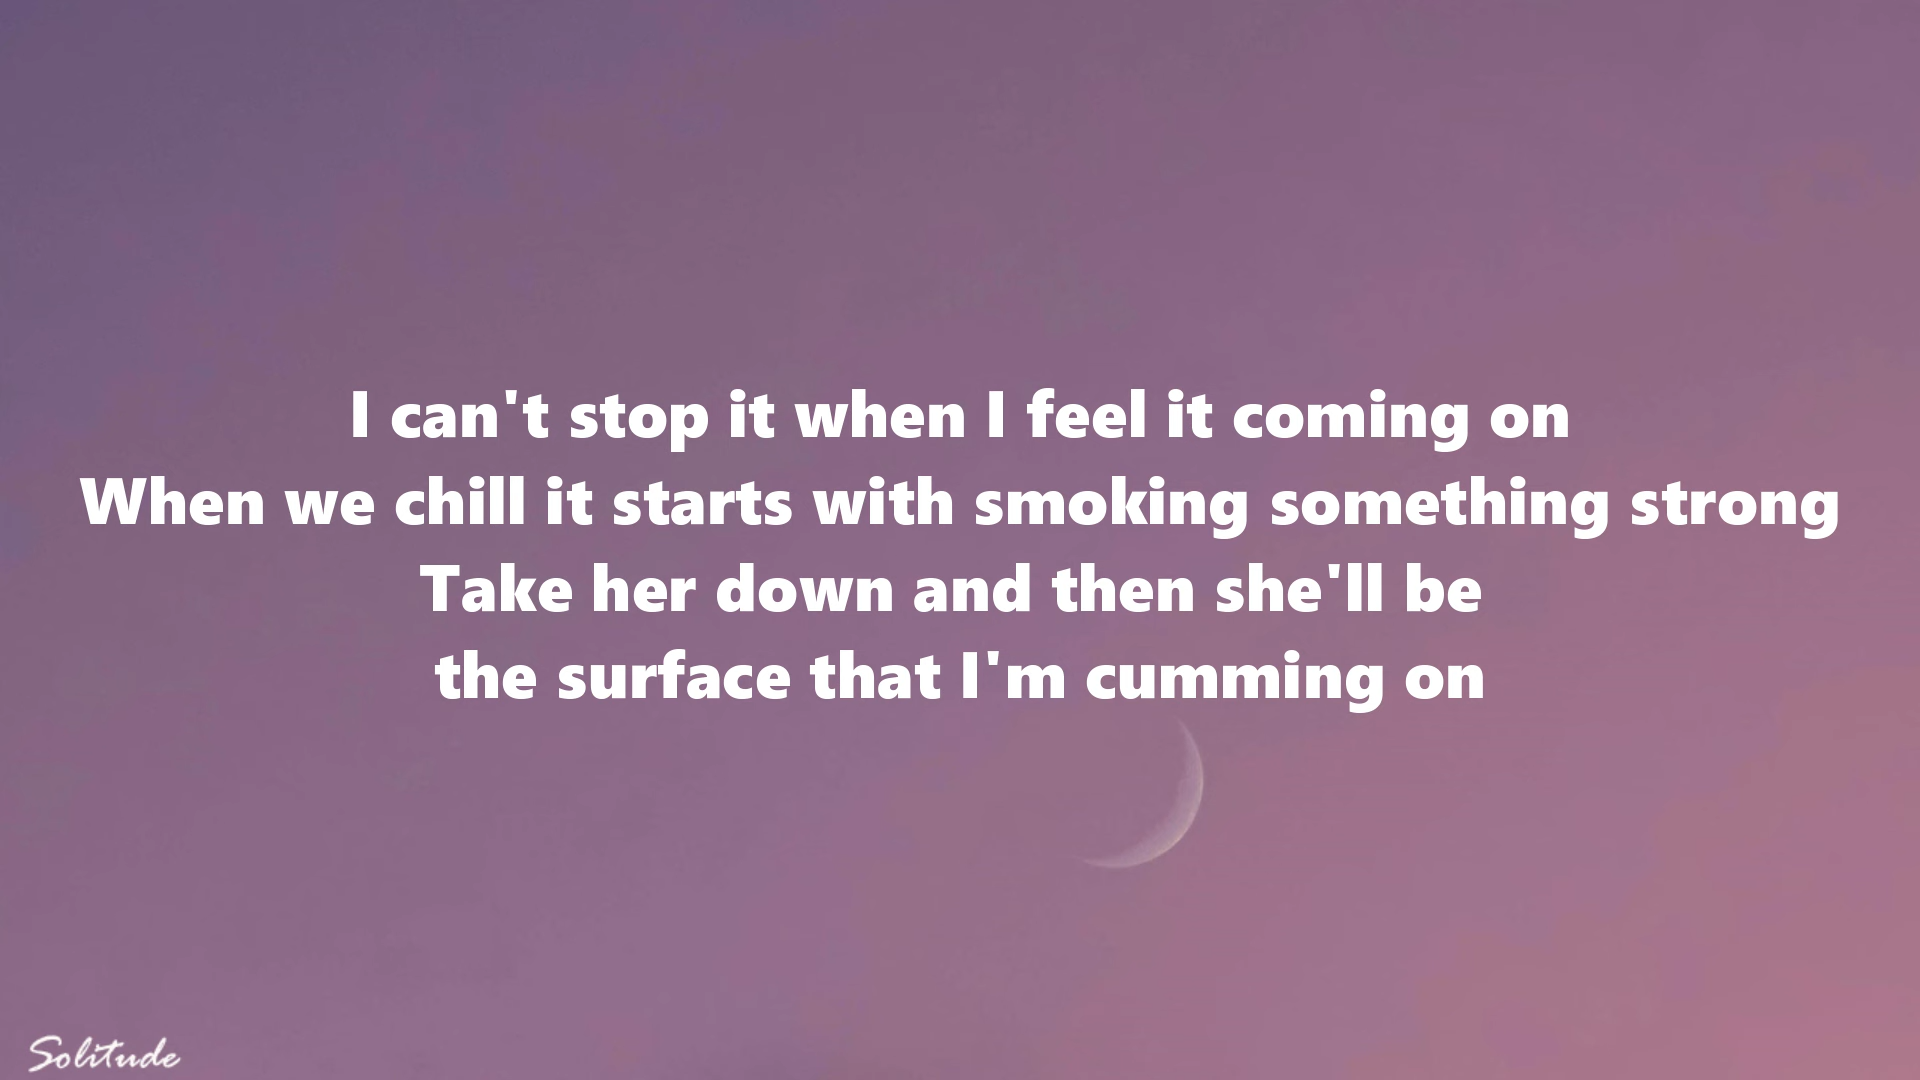 I can't stop it when I feel it coming on
When we chill it starts with smoking something strong
Take her down and then she'll be
the surface that I'm cumming on
Solitude